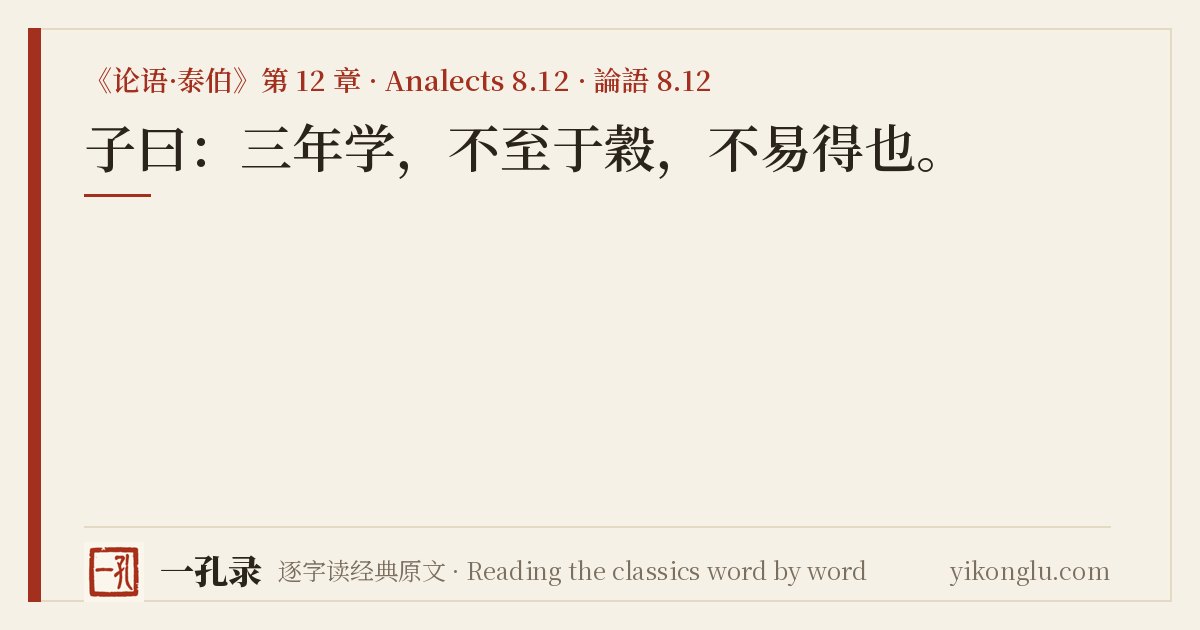 《论语·泰伯》第 12 章 · Analects 8.12 · 論語 8.12
子曰：三年学，不至于穀，不易得也。
一孔
一孔录 逐字读经典原文 · Reading the classics word by word yikonglu.com